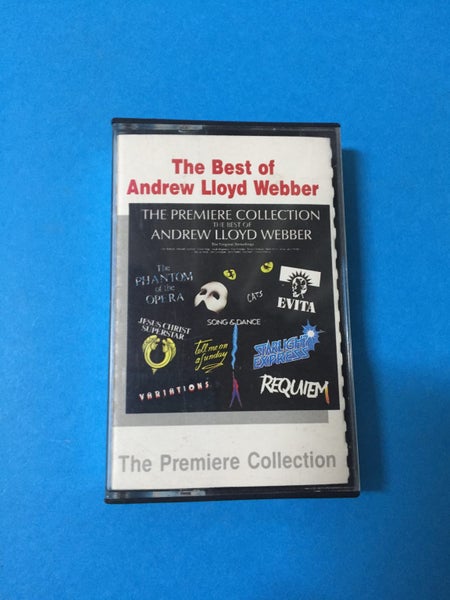 The Best of
Andrew Lloyd Webber
THE PREMIERE COLLECTION
THE BEST OF
ANDREW LLOYD WEBBER
The Original Recordings
The
PHANTOM
of the
OPERA
CATS
EVITA
JESUS CHRIST
SUPERSTAR
SONG & DANCE
tell me on
a sunday
STARLIGHT
EXPRESS
VARIATIONS
REQUIEM
The Premiere Collection